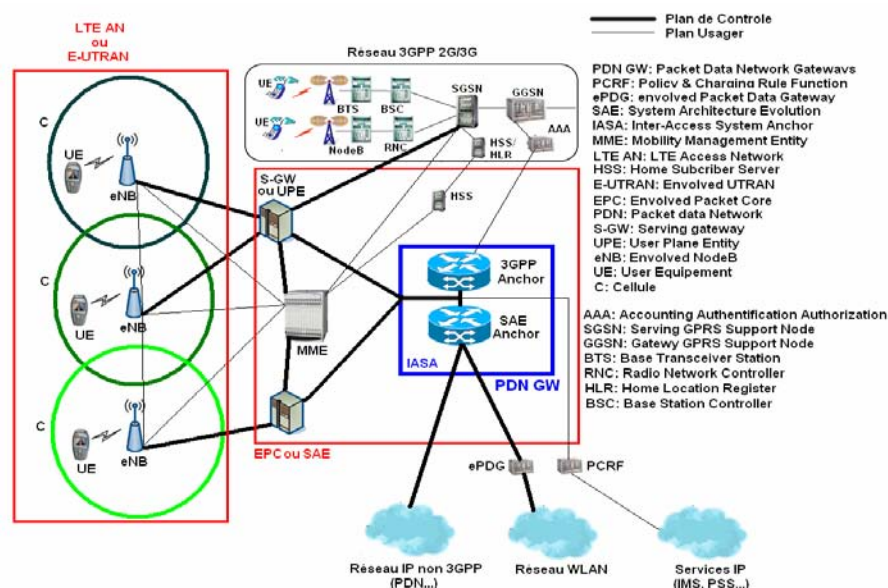 LTE AN
ou
E-UTRAN
C
UE
eNB
C
UE
eNB
C
UE
eNB
Réseau 3GPP 2G/3G
UE
BTS
BSC
UE
NodeB
RNC
SGSN
GGSN
AAA
HSS/
HLR
S-GW
ou UPE
HSS
MME
3GPP
Anchor
SAE
Anchor
IASA
PDN GW
EPC ou SAE
ePDG
PCRF
Réseau IP non 3GPP
(PDN...)
Réseau WLAN
Services IP
(IMS, PSS...)
Plan de Controle
Plan Usager
PDN GW: Packet Data Network Gateways
PCRF: Policy & Charging Rule Function
ePDG: envolved Packet Data Gateway
SAE: System Architecture Evolution
IASA: Inter-Access System Anchor
MME: Mobility Management Entity
LTE AN: LTE Access Network
HSS: Home Subcriber Server
E-UTRAN: Envolved UTRAN
EPC: Envolved Packet Core
PDN: Packet data Network
S-GW: Serving gateway
UPE: User Plane Entity
eNB: Envolved NodeB
UE: User Equipement
C: Cellule
AAA: Accounting Authentification Authorization
SGSN: Serving GPRS Support Node
GGSN: Gatewy GPRS Support Node
BTS: Base Transceiver Station
RNC: Radio Network Controller
HLR: Home Location Register
BSC: Base Station Controller